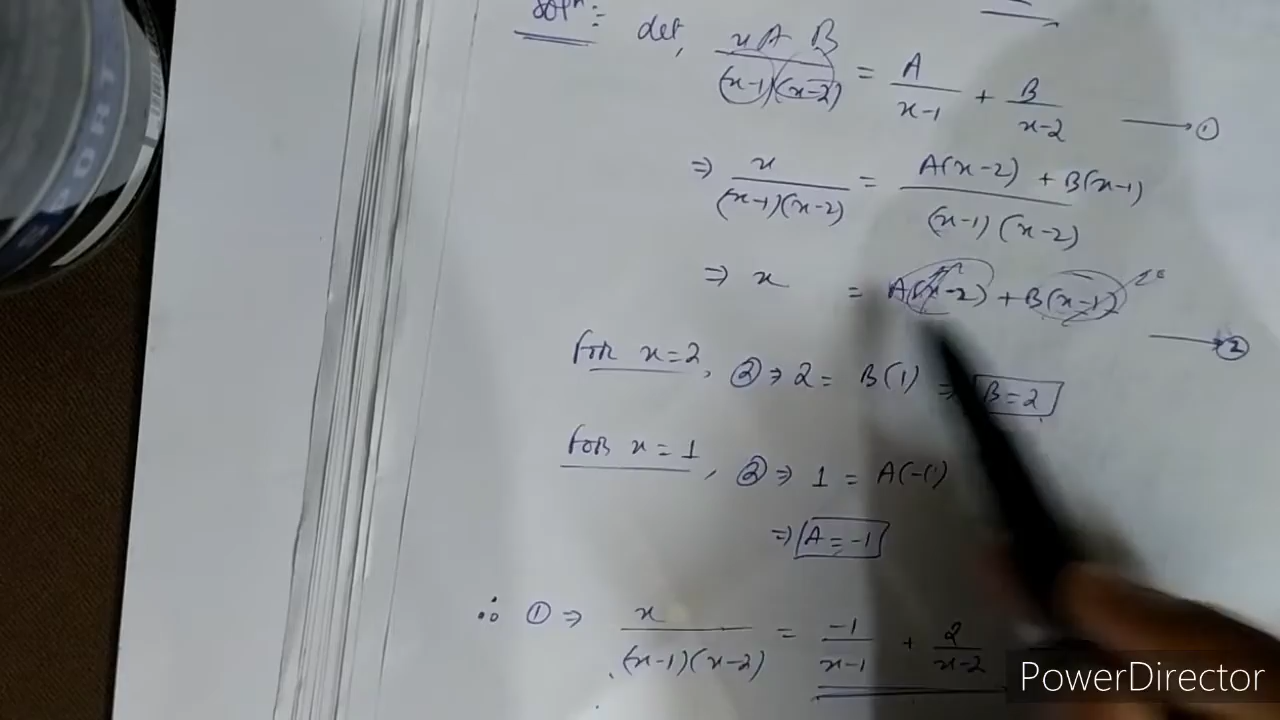 Solⁿ:- Let, x A B / (x-1)(x-2) = A / x-1 + B / x-2 → ①
⇒ x / (x-1)(x-2) = A(x-2) + B(x-1) / (x-1)(x-2)
⇒ x = A(x-2) + B(x-1) → ②
For x=2, ② ⇒ 2 = B(1) ⇒ B=2
For x=1, ② ⇒ 1 = A(-1)
⇒ A=-1
∴ ① ⇒ x / (x-1)(x-2) = -1 / x-1 + 2 / x-2
PowerDirector